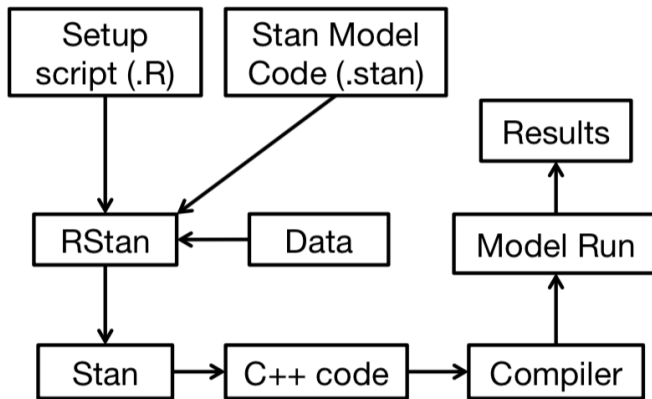 Setup
script (.R)
Stan Model
Code (.stan)
Results
RStan
Data
Model Run
Stan
C++ code
Compiler